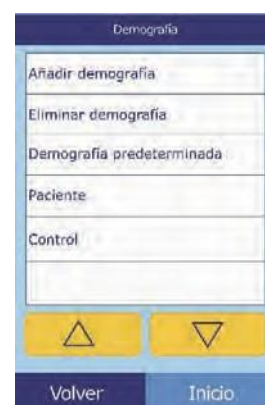 Demografía
Añadir demografía
Eliminar demografía
Demografía predeterminada
Paciente
Control
Volver Inicio